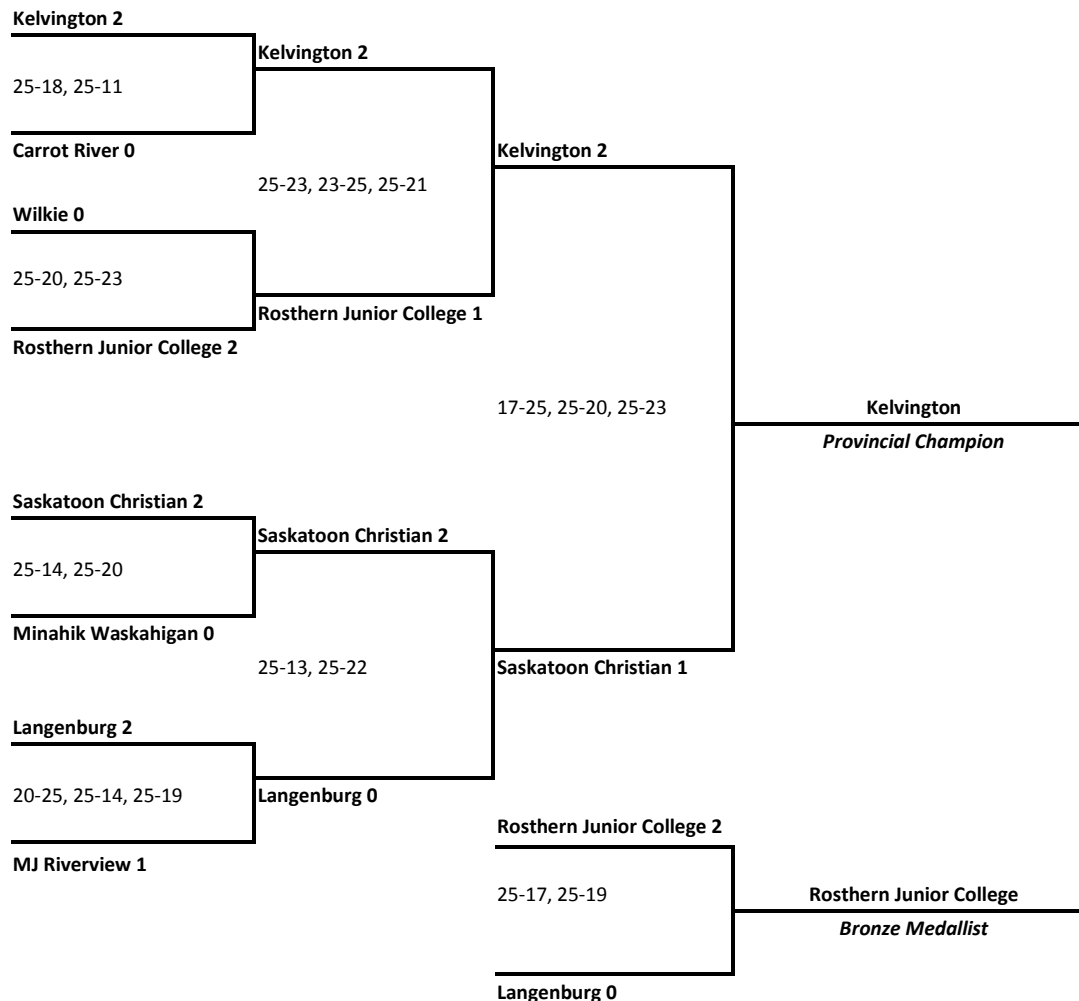 Kelvington 2
Kelvington 2
25-18, 25-11
Carrot River 0
Kelvington 2
25-23, 23-25, 25-21
Wilkie 0
25-20, 25-23
Rosthern Junior College 1
Rosthern Junior College 2
17-25, 25-20, 25-23
Kelvington
Provincial Champion
Saskatoon Christian 2
Saskatoon Christian 2
25-14, 25-20
Minahik Waskahigan 0
25-13, 25-22
Saskatoon Christian 1
Langenburg 2
20-25, 25-14, 25-19
Langenburg 0
Rosthern Junior College 2
MJ Riverview 1
25-17, 25-19
Rosthern Junior College
Bronze Medallist
Langenburg 0